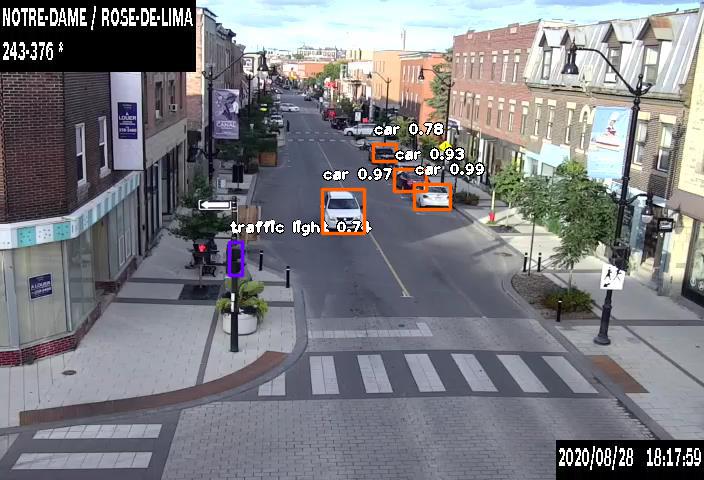 NOTRE-DAME / ROSE-DE-LIMA
243-376 *
car 0.78
car 0.93
car 0.99
car 0.97
traffic light 0.74
CANAL
A LOUER
A LOUER
2020/08/28 18:17:59